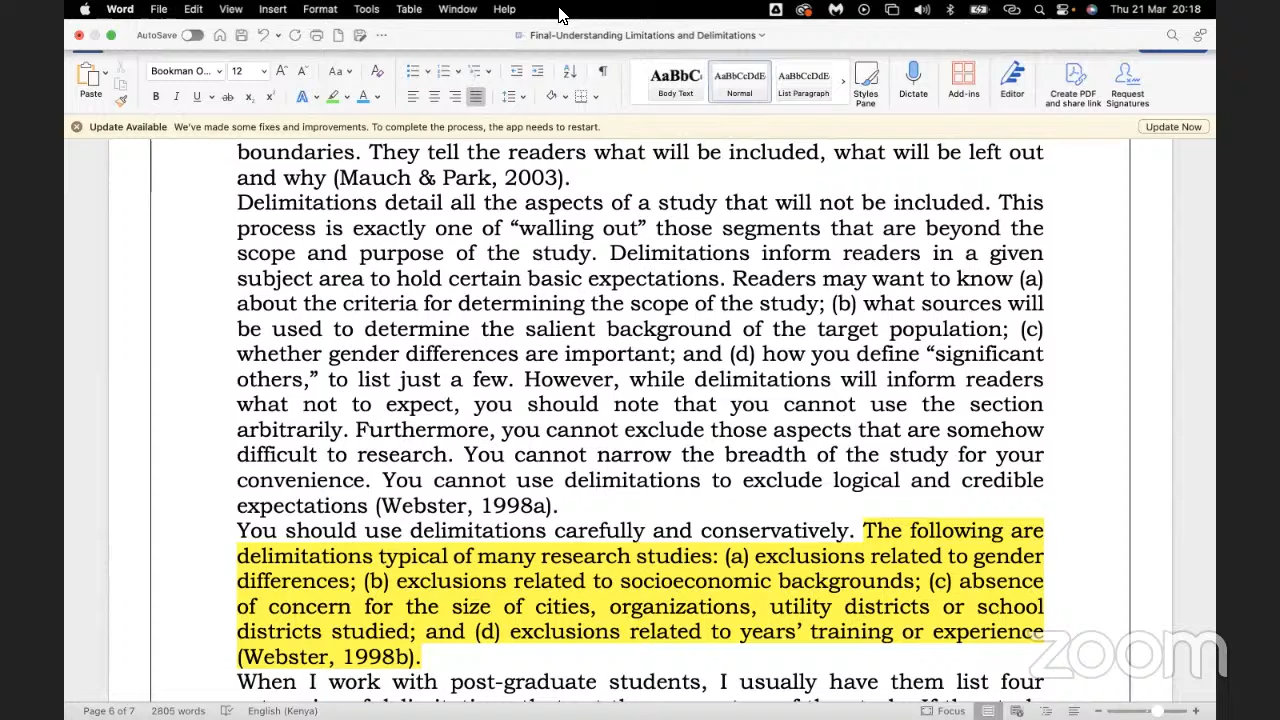 Word File Edit View Insert Format Tools Table Window Help Thu 21 Mar 20:18
AutoSave Final-Understanding Limitations and Delimitations
Paste Bookman O... 12 Aa AaBbC Body Text AaBbCcDdE Normal AaBbCcDdE List Paragraph Styles Pane Dictate Add-ins Editor Create PDF and share link Request Signatures
Update Available We've made some fixes and improvements. To complete the process, the app needs to restart. Update Now
boundaries. They tell the readers what will be included, what will be left out
and why (Mauch & Park, 2003).
Delimitations detail all the aspects of a study that will not be included. This
process is exactly one of “walling out” those segments that are beyond the
scope and purpose of the study. Delimitations inform readers in a given
subject area to hold certain basic expectations. Readers may want to know (a)
about the criteria for determining the scope of the study; (b) what sources will
be used to determine the salient background of the target population; (c)
whether gender differences are important; and (d) how you define “significant
others,” to list just a few. However, while delimitations will inform readers
what not to expect, you should note that you cannot use the section
arbitrarily. Furthermore, you cannot exclude those aspects that are somehow
difficult to research. You cannot narrow the breadth of the study for your
convenience. You cannot use delimitations to exclude logical and credible
expectations (Webster, 1998a).
You should use delimitations carefully and conservatively. The following are
delimitations typical of many research studies: (a) exclusions related to gender
differences; (b) exclusions related to socioeconomic backgrounds; (c) absence
of concern for the size of cities, organizations, utility districts or school
districts studied; and (d) exclusions related to years’ training or experience
(Webster, 1998b).
When I work with post-graduate students, I usually have them list four
zoom
Page 6 of 7 2805 words English (Kenya) Focus